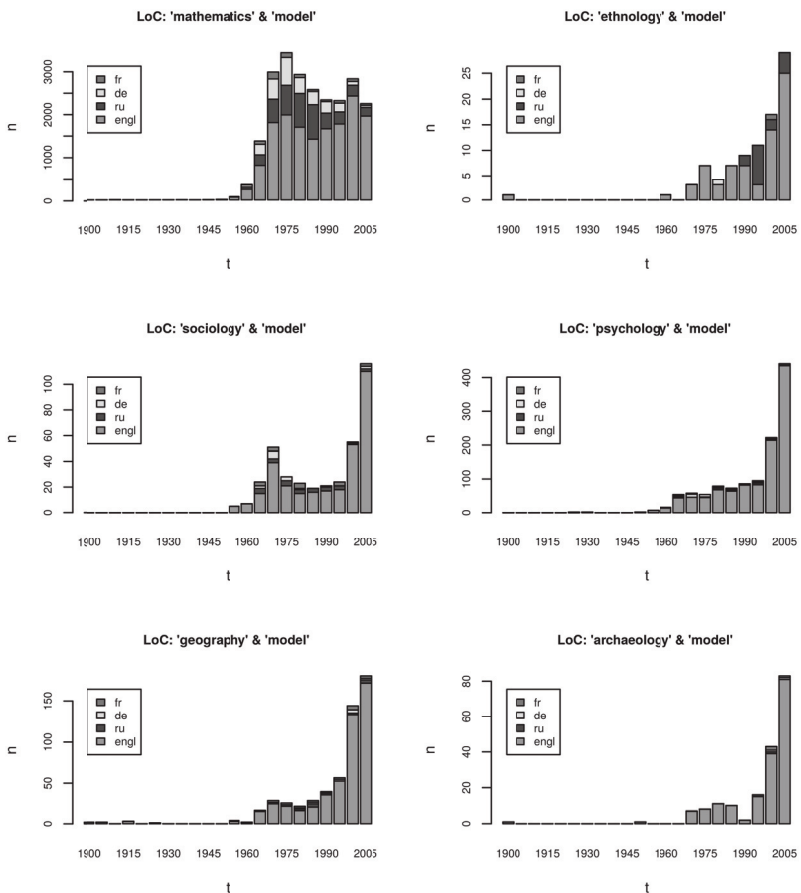 LoC: 'mathematics' & 'model'
n
3000
2000
1000
0
fr
de
ru
engl
1900 1915 1930 1945 1960 1975 1990 2005
t
LoC: 'ethnology' & 'model'
n
25
20
15
10
5
0
fr
de
ru
engl
1900 1915 1930 1945 1960 1975 1990 2005
t
LoC: 'sociology' & 'model'
n
100
80
60
40
20
0
fr
de
ru
engl
1900 1915 1930 1945 1960 1975 1990 2005
t
LoC: 'psychology' & 'model'
n
400
300
200
100
0
fr
de
ru
engl
1900 1915 1930 1945 1960 1975 1990 2005
t
LoC: 'geography' & 'model'
n
150
100
50
0
fr
de
ru
engl
1900 1915 1930 1945 1960 1975 1990 2005
t
LoC: 'archaeology' & 'model'
n
80
60
40
20
0
fr
de
ru
engl
1900 1915 1930 1945 1960 1975 1990 2005
t